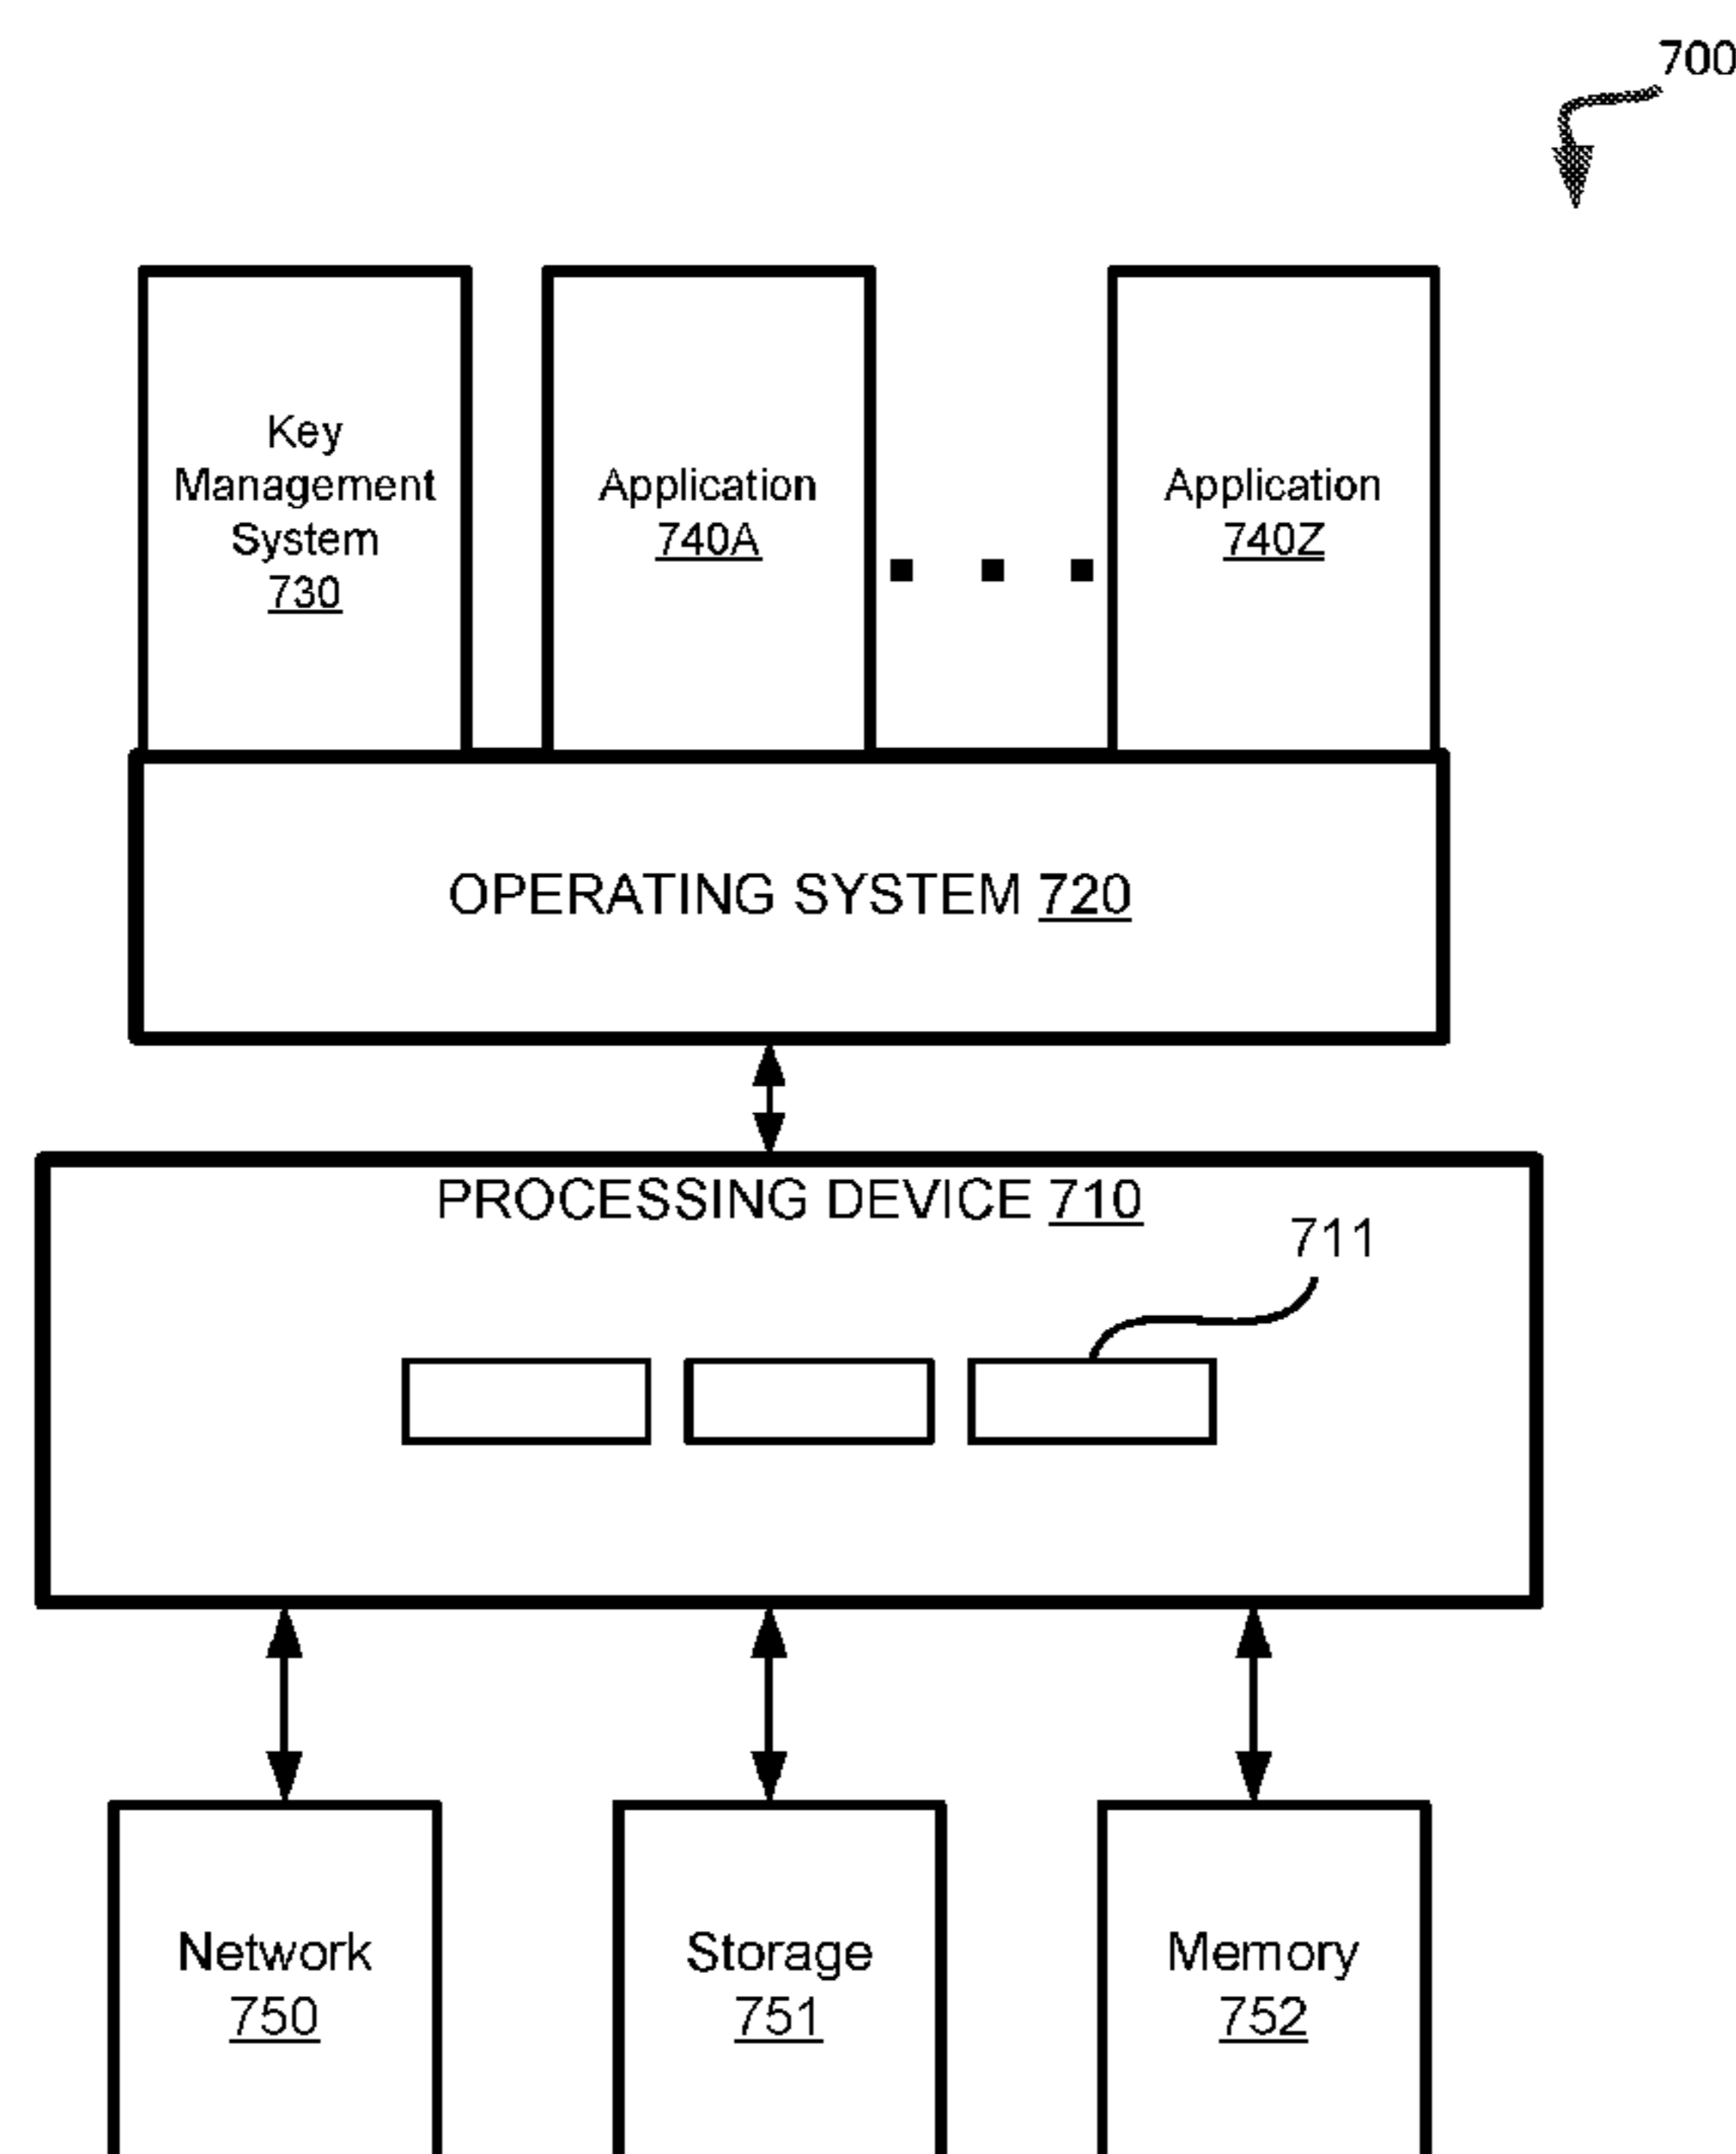 700
Key
Management
System
730
Application
740A
Application
740Z
OPERATING SYSTEM 720
PROCESSING DEVICE 710
711
Network
750
Storage
751
Memory
752